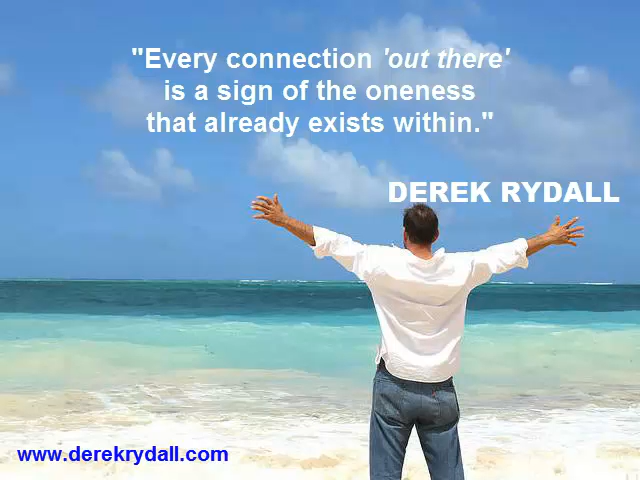 "Every connection 'out there'
is a sign of the oneness
that already exists within."
DEREK RYDALL
www.derekrydall.com